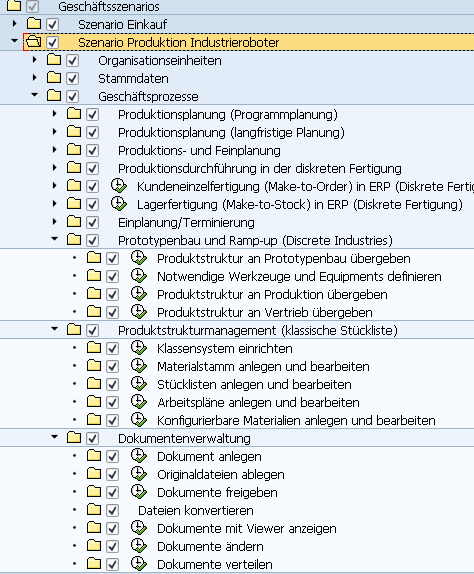 Geschäftsszenarios
Szenario Einkauf
Szenario Produktion Industrieroboter
Organisationseinheiten
Stammdaten
Geschäftsprozesse
Produktionsplanung (Programmplanung)
Produktionsplanung (langfristige Planung)
Produktions- und Feinplanung
Produktionsdurchführung in der diskreten Fertigung
Kundeneinzelfertigung (Make-to-Order) in ERP (Diskrete Ferti
Lagerfertigung (Make-to-Stock) in ERP (Diskrete Fertigung)
Einplanung/Terminierung
Prototypenbau und Ramp-up (Discrete Industries)
Produktstruktur an Prototypenbau übergeben
Notwendige Werkzeuge und Equipments definieren
Produktstruktur an Produktion übergeben
Produktstruktur an Vertrieb übergeben
Produktstrukturmanagement (klassische Stückliste)
Klassensystem einrichten
Materialstamm anlegen und bearbeiten
Stücklisten anlegen und bearbeiten
Arbeitspläne anlegen und bearbeiten
Konfigurierbare Materialien anlegen und bearbeiten
Dokumentenverwaltung
Dokument anlegen
Originaldateien ablegen
Dokumente freigeben
Dateien konvertieren
Dokumente mit Viewer anzeigen
Dokumente ändern
Dokumente verteilen